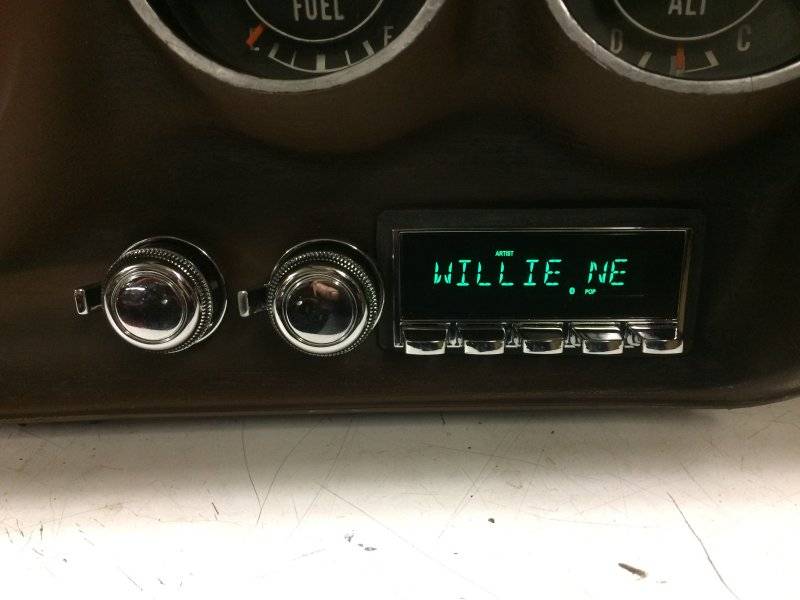 FUEL
E F
ALT
D C
ARTIST
WILLIE.NE
POP